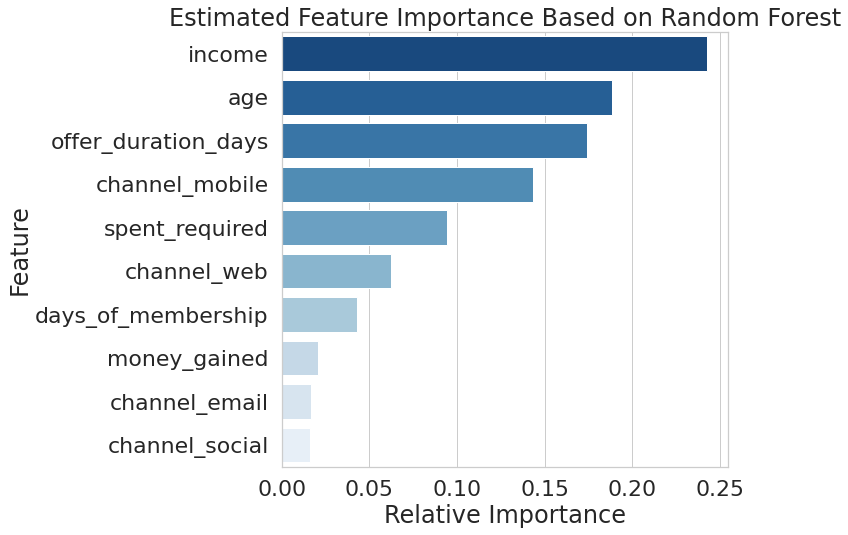 Estimated Feature Importance Based on Random Forest
income
age
offer_duration_days
channel_mobile
spent_required
channel_web
days_of_membership
money_gained
channel_email
channel_social
Feature
0.00 0.05 0.10 0.15 0.20 0.25
Relative Importance